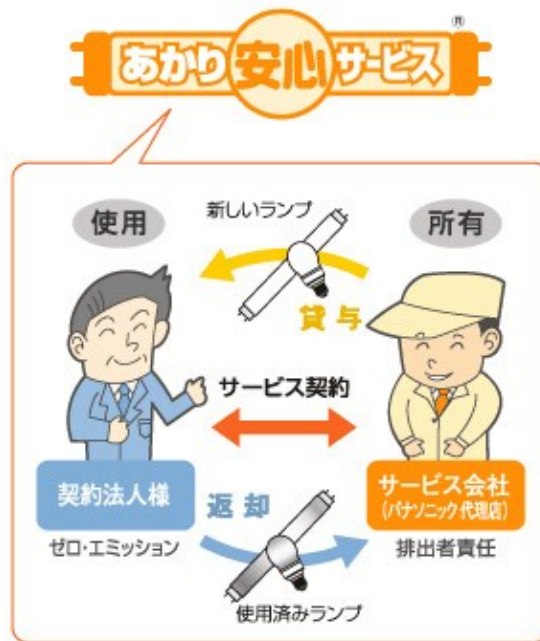 あかり安心サービス®
使用
新しいランプ
所有
貸与
サービス契約
契約法人様
返却
サービス会社
(パナソニック代理店)
ゼロ・エミッション
排出者責任
使用済みランプ